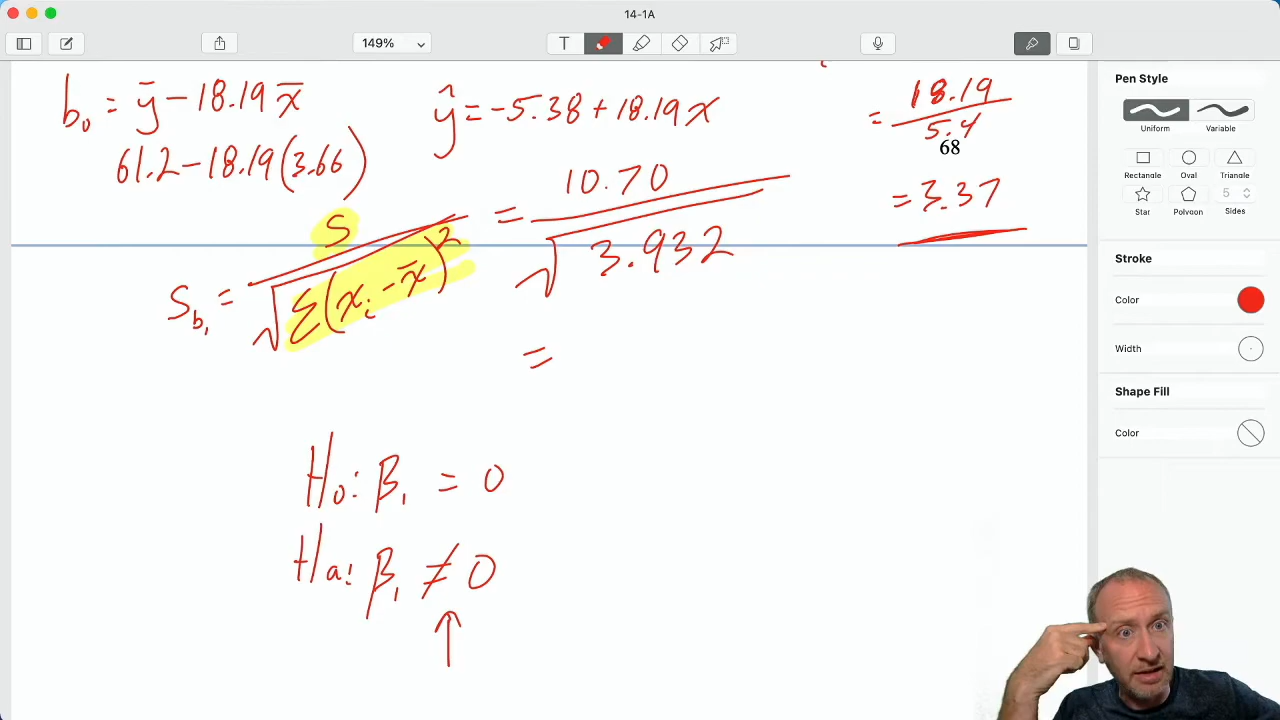 14-1A
149%
T
b₀ = ȳ − 18.19 x̄
61.2 − 18.19 (3.66)
ŷ = −5.38 + 18.19x
= 18.19 / 5.4
68
= 3.37
S_b₁ = S / √Σ(xᵢ − x̄)² = 10.70 / √3.932
=
H₀: β₁ = 0
Ha: β₁ ≠ 0
Pen Style
Uniform Variable
Rectangle Oval Triangle
Star Polygon 5 Sides
Stroke
Color
Width
Shape Fill
Color